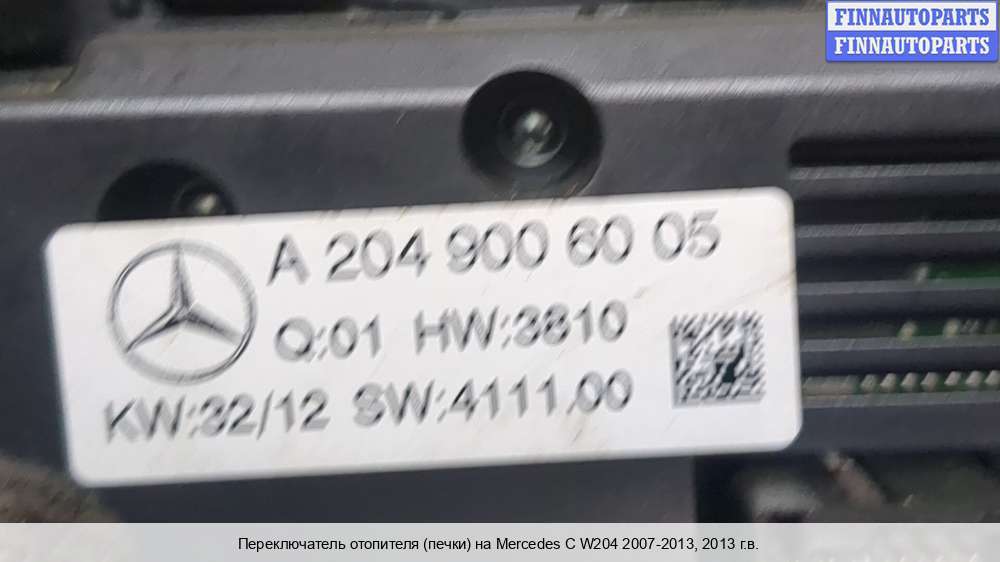 FINNAUTOPARTS
FINNAUTOPARTS
A 204 900 60 05
Q:01 HW:3810
KW:32/12 SW:4111.00
Переключатель отопителя (печки) на Mercedes C W204 2007-2013, 2013 г.в.